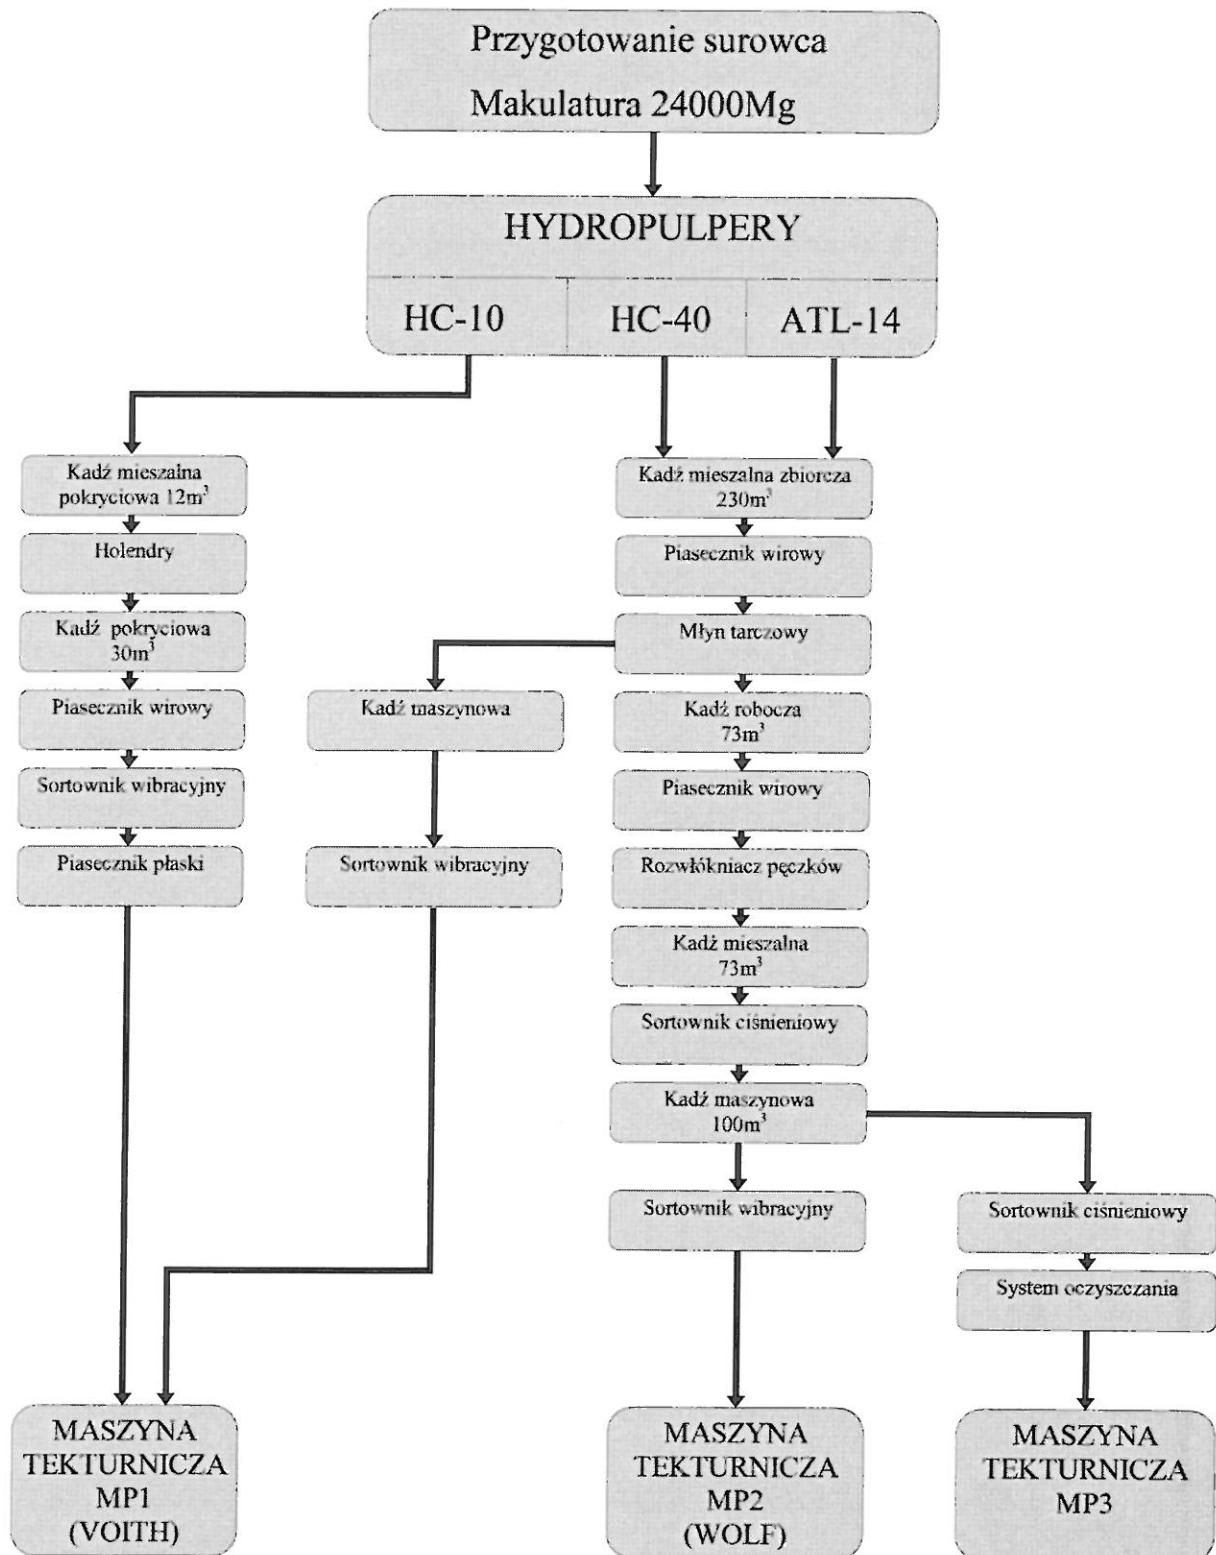 Przygotowanie surowca
Makulatura 24000Mg
HYDROPULPERY
HC-10
HC-40
ATL-14
Kadź mieszalna
pokryciowa 12m³
Holendry
Kadź pokryciowa
30m³
Piasecznik wirowy
Sortownik wibracyjny
Piasecznik płaski
Kadź maszynowa
Sortownik wibracyjny
Kadź mieszalna zbiorcza
230m³
Piasecznik wirowy
Młyn tarczowy
Kadź robocza
73m³
Piasecznik wirowy
Rozwłókniacz pęczków
Kadź mieszalna
73m³
Sortownik ciśnieniowy
Kadź maszynowa
100m³
Sortownik wibracyjny
Sortownik ciśnieniowy
System oczyszczania
MASZYNA
TEKTURNICZA
MP1
(VOITH)
MASZYNA
TEKTURNICZA
MP2
(WOLF)
MASZYNA
TEKTURNICZA
MP3